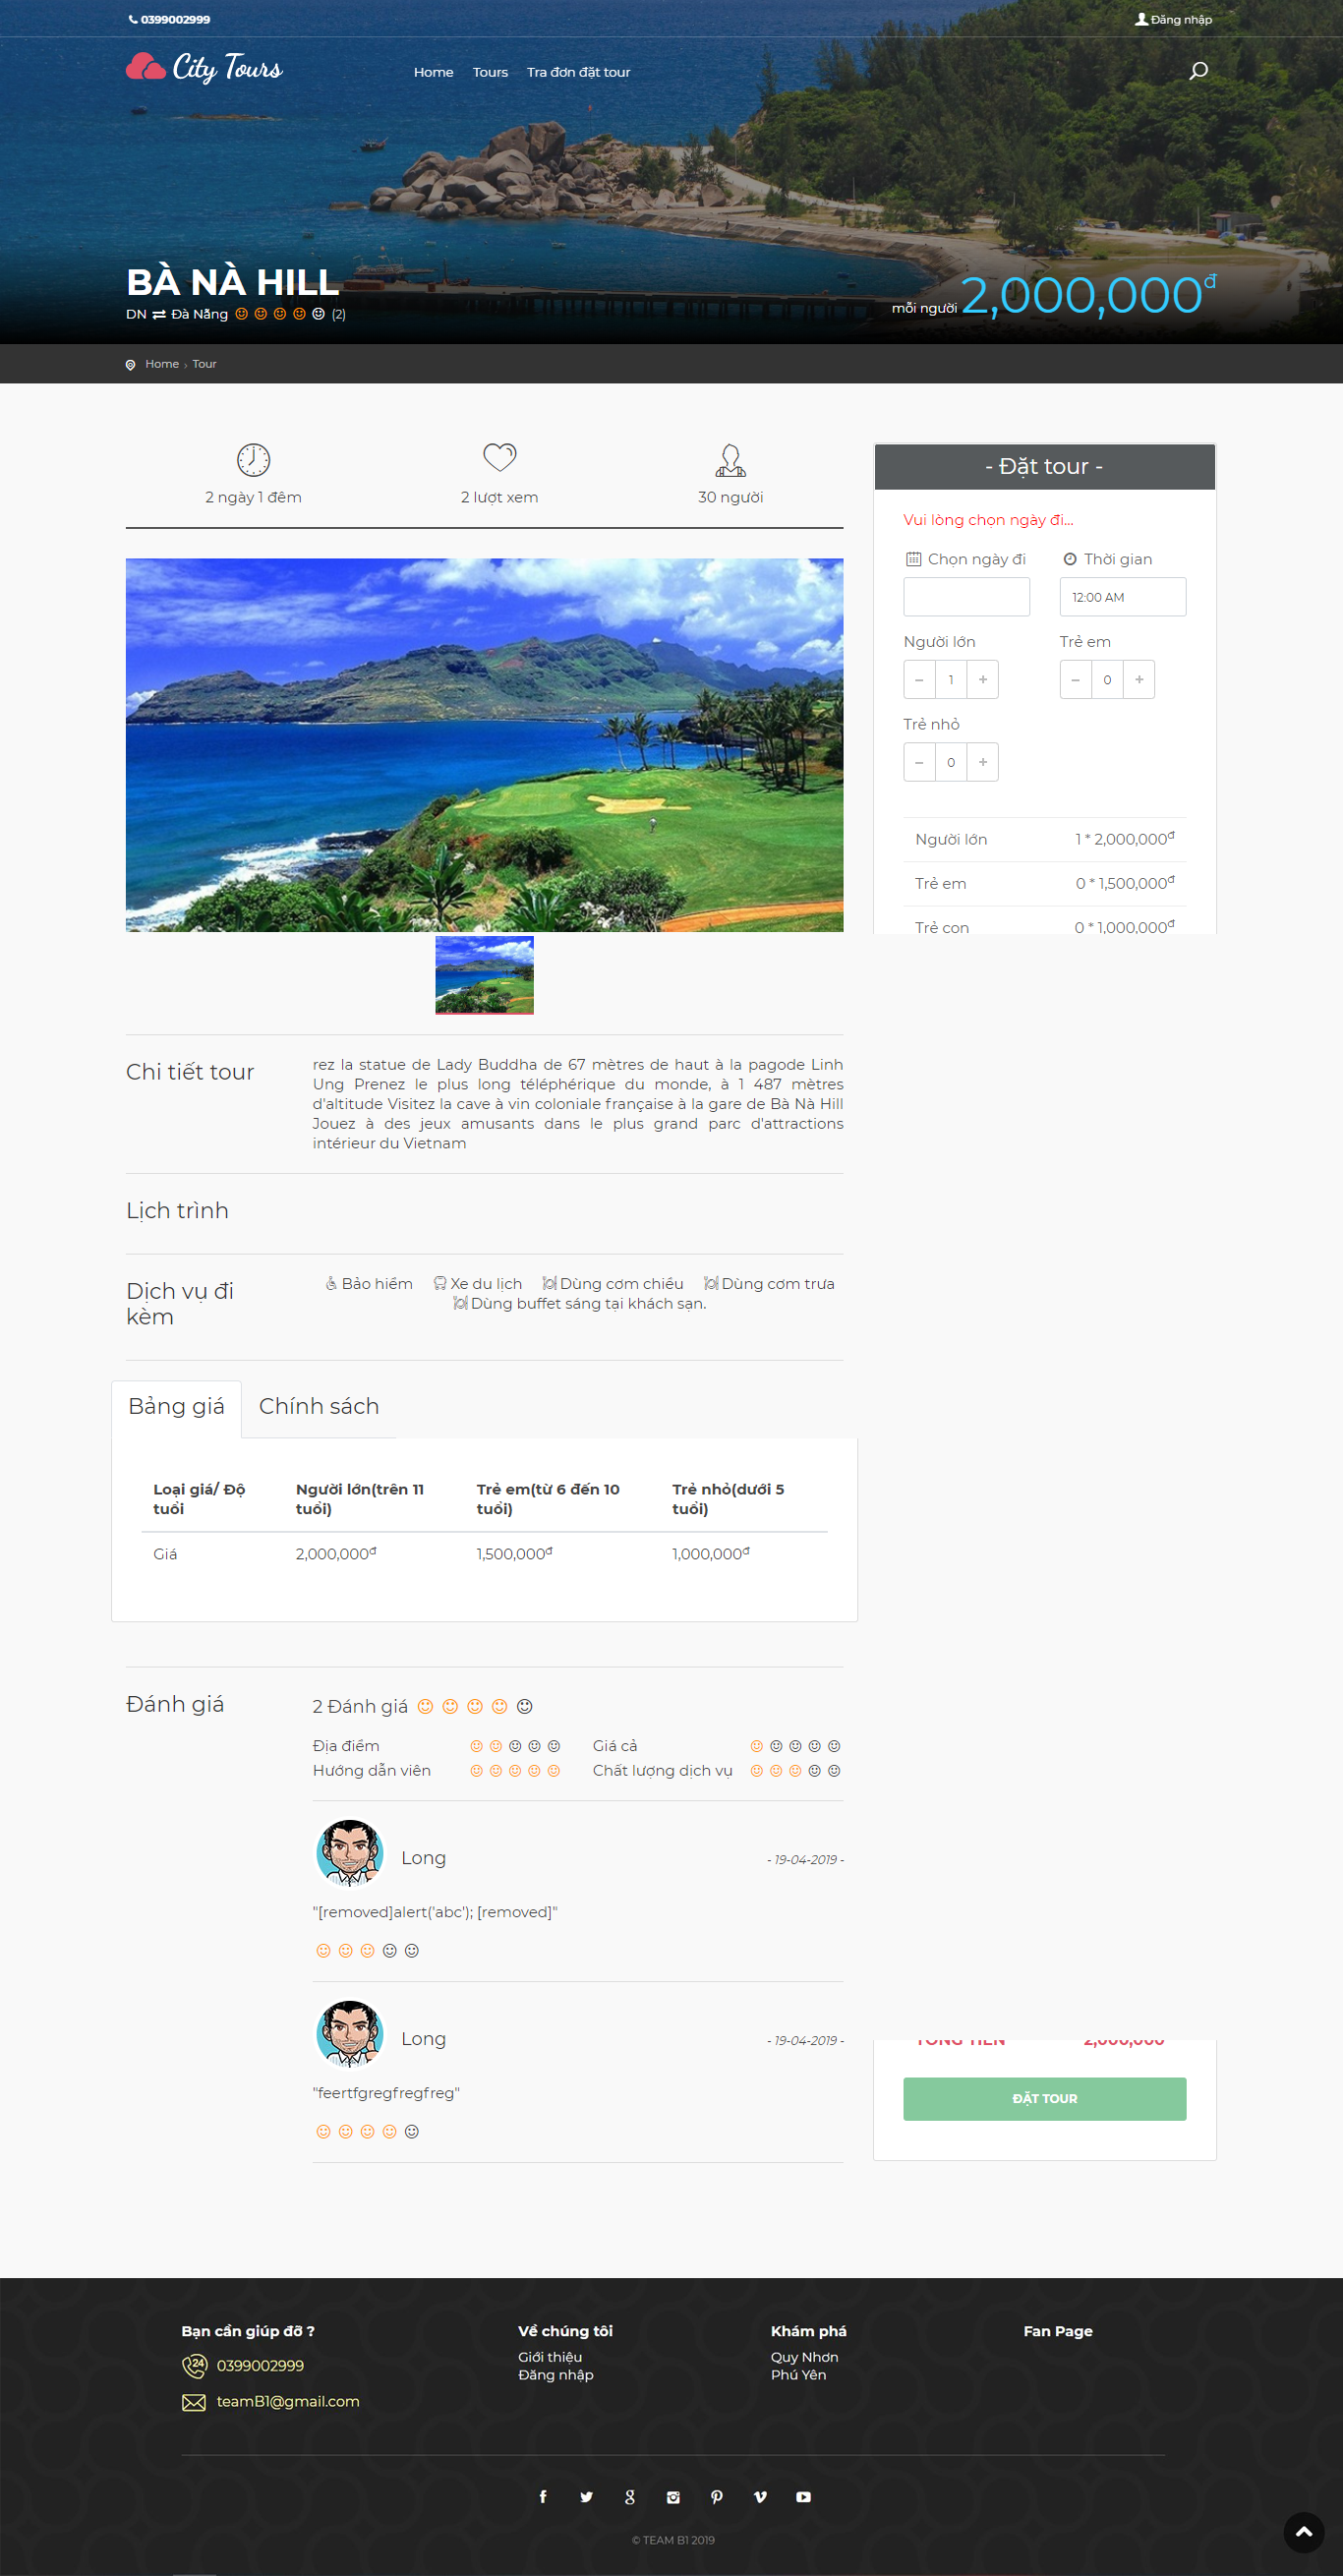 0399002999
Đăng nhập
City Tours
Home
Tours
Tra đơn đặt tour
BÀ NÀ HILL
DN Đà Nẵng (2)
mỗi người 2,000,000đ
Home › Tour
2 ngày 1 đêm
2 lượt xem
30 người
- Đặt tour -
Vui lòng chọn ngày đi...
Chọn ngày đi
Thời gian
12:00 AM
Người lớn
Trẻ em
− 1 +
− 0 +
Trẻ nhỏ
− 0 +
Người lớn 1 * 2,000,000đ
Trẻ em 0 * 1,500,000đ
Trẻ con 0 * 1,000,000đ
Chi tiết tour
rez la statue de Lady Buddha de 67 mètres de haut à la pagode Linh
Ung Prenez le plus long téléphérique du monde, à 1 487 mètres
d'altitude Visitez la cave à vin coloniale française à la gare de Bà Nà Hill
Jouez à des jeux amusants dans le plus grand parc d'attractions
intérieur du Vietnam
Lịch trình
Dịch vụ đi
kèm
Bảo hiểm Xe du lịch Dùng cơm chiều Dùng cơm trưa
Dùng buffet sáng tại khách sạn.
Bảng giá
Chính sách
Loại giá/ Độ
tuổi
Người lớn(trên 11
tuổi)
Trẻ em(từ 6 đến 10
tuổi)
Trẻ nhỏ(dưới 5
tuổi)
Giá 2,000,000đ 1,500,000đ 1,000,000đ
Đánh giá
2 Đánh giá
Địa điểm
Giá cả
Hướng dẫn viên
Chất lượng dịch vụ
Long
- 19-04-2019 -
"[removed]alert('abc'); [removed]"
Long
- 19-04-2019 -
"feertfgregfregfreg"
TỔNG TIỀN 2,000,000
ĐẶT TOUR
Bạn cần giúp đỡ ?
24 0399002999
teamB1@gmail.com
Về chúng tôi
Giới thiệu
Đăng nhập
Khám phá
Quy Nhơn
Phú Yên
Fan Page
© TEAM B1 2019